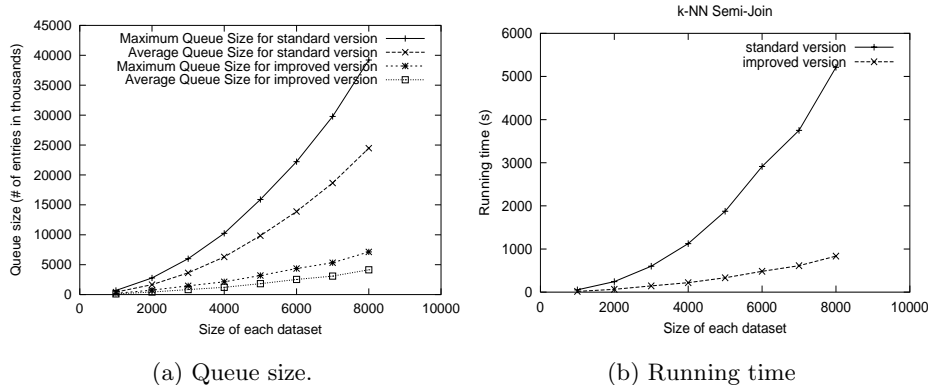 45000
40000
35000
30000
25000
20000
15000
10000
5000
0
Queue size (# of entries in thousands)
Maximum Queue Size for standard version
Average Queue Size for standard version
Maximum Queue Size for improved version
Average Queue Size for improved version
0 2000 4000 6000 8000 10000
Size of each dataset
(a) Queue size.
k-NN Semi-Join
6000
5000
4000
3000
2000
1000
0
Running time (s)
standard version
improved version
0 2000 4000 6000 8000 10000
Size of each dataset
(b) Running time